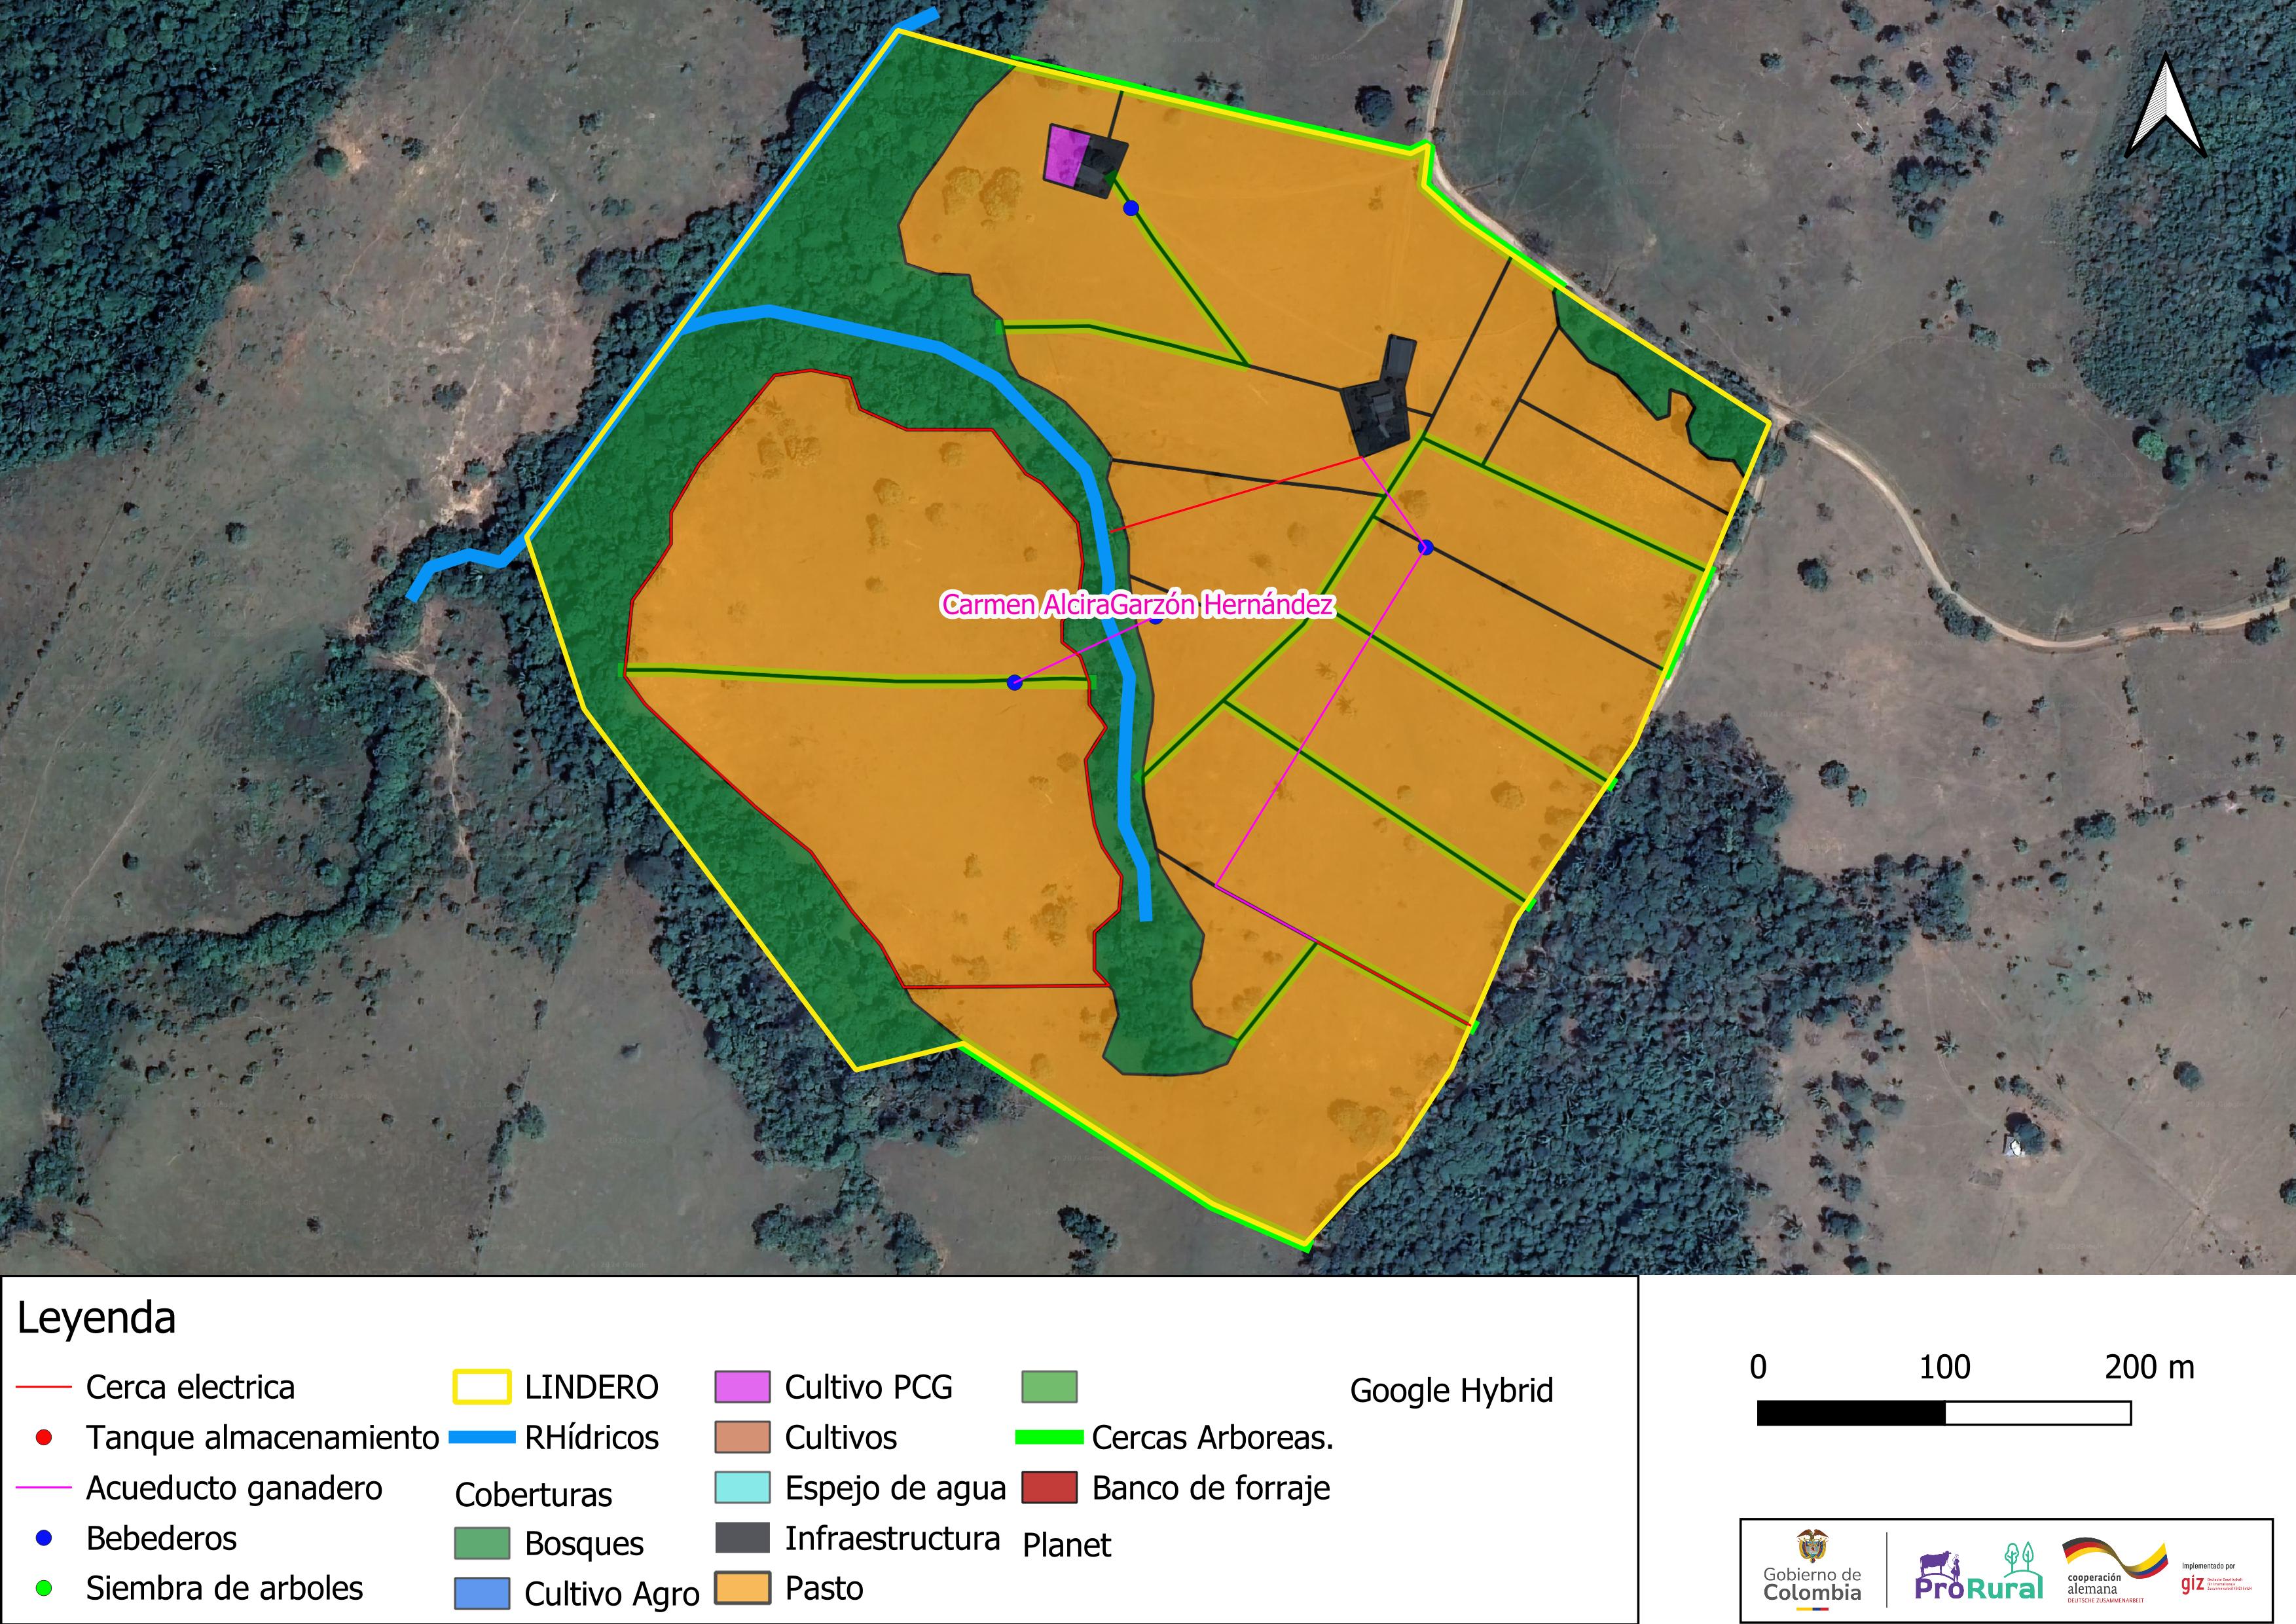 Carmen AlciraGarzón Hernández
Leyenda
Cerca electrica
Tanque almacenamiento
Acueducto ganadero
Bebederos
Siembra de arboles
LINDERO
RHídricos
Coberturas
Bosques
Cultivo Agro
Cultivo PCG
Cultivos
Espejo de agua
Infraestructura
Pasto
Cercas Arboreas.
Banco de forraje
Planet
Google Hybrid
0 100 200 m
Gobierno de
Colombia
ProRural
cooperación
alemana
DEUTSCHE ZUSAMMENARBEIT
Implementado por
giz